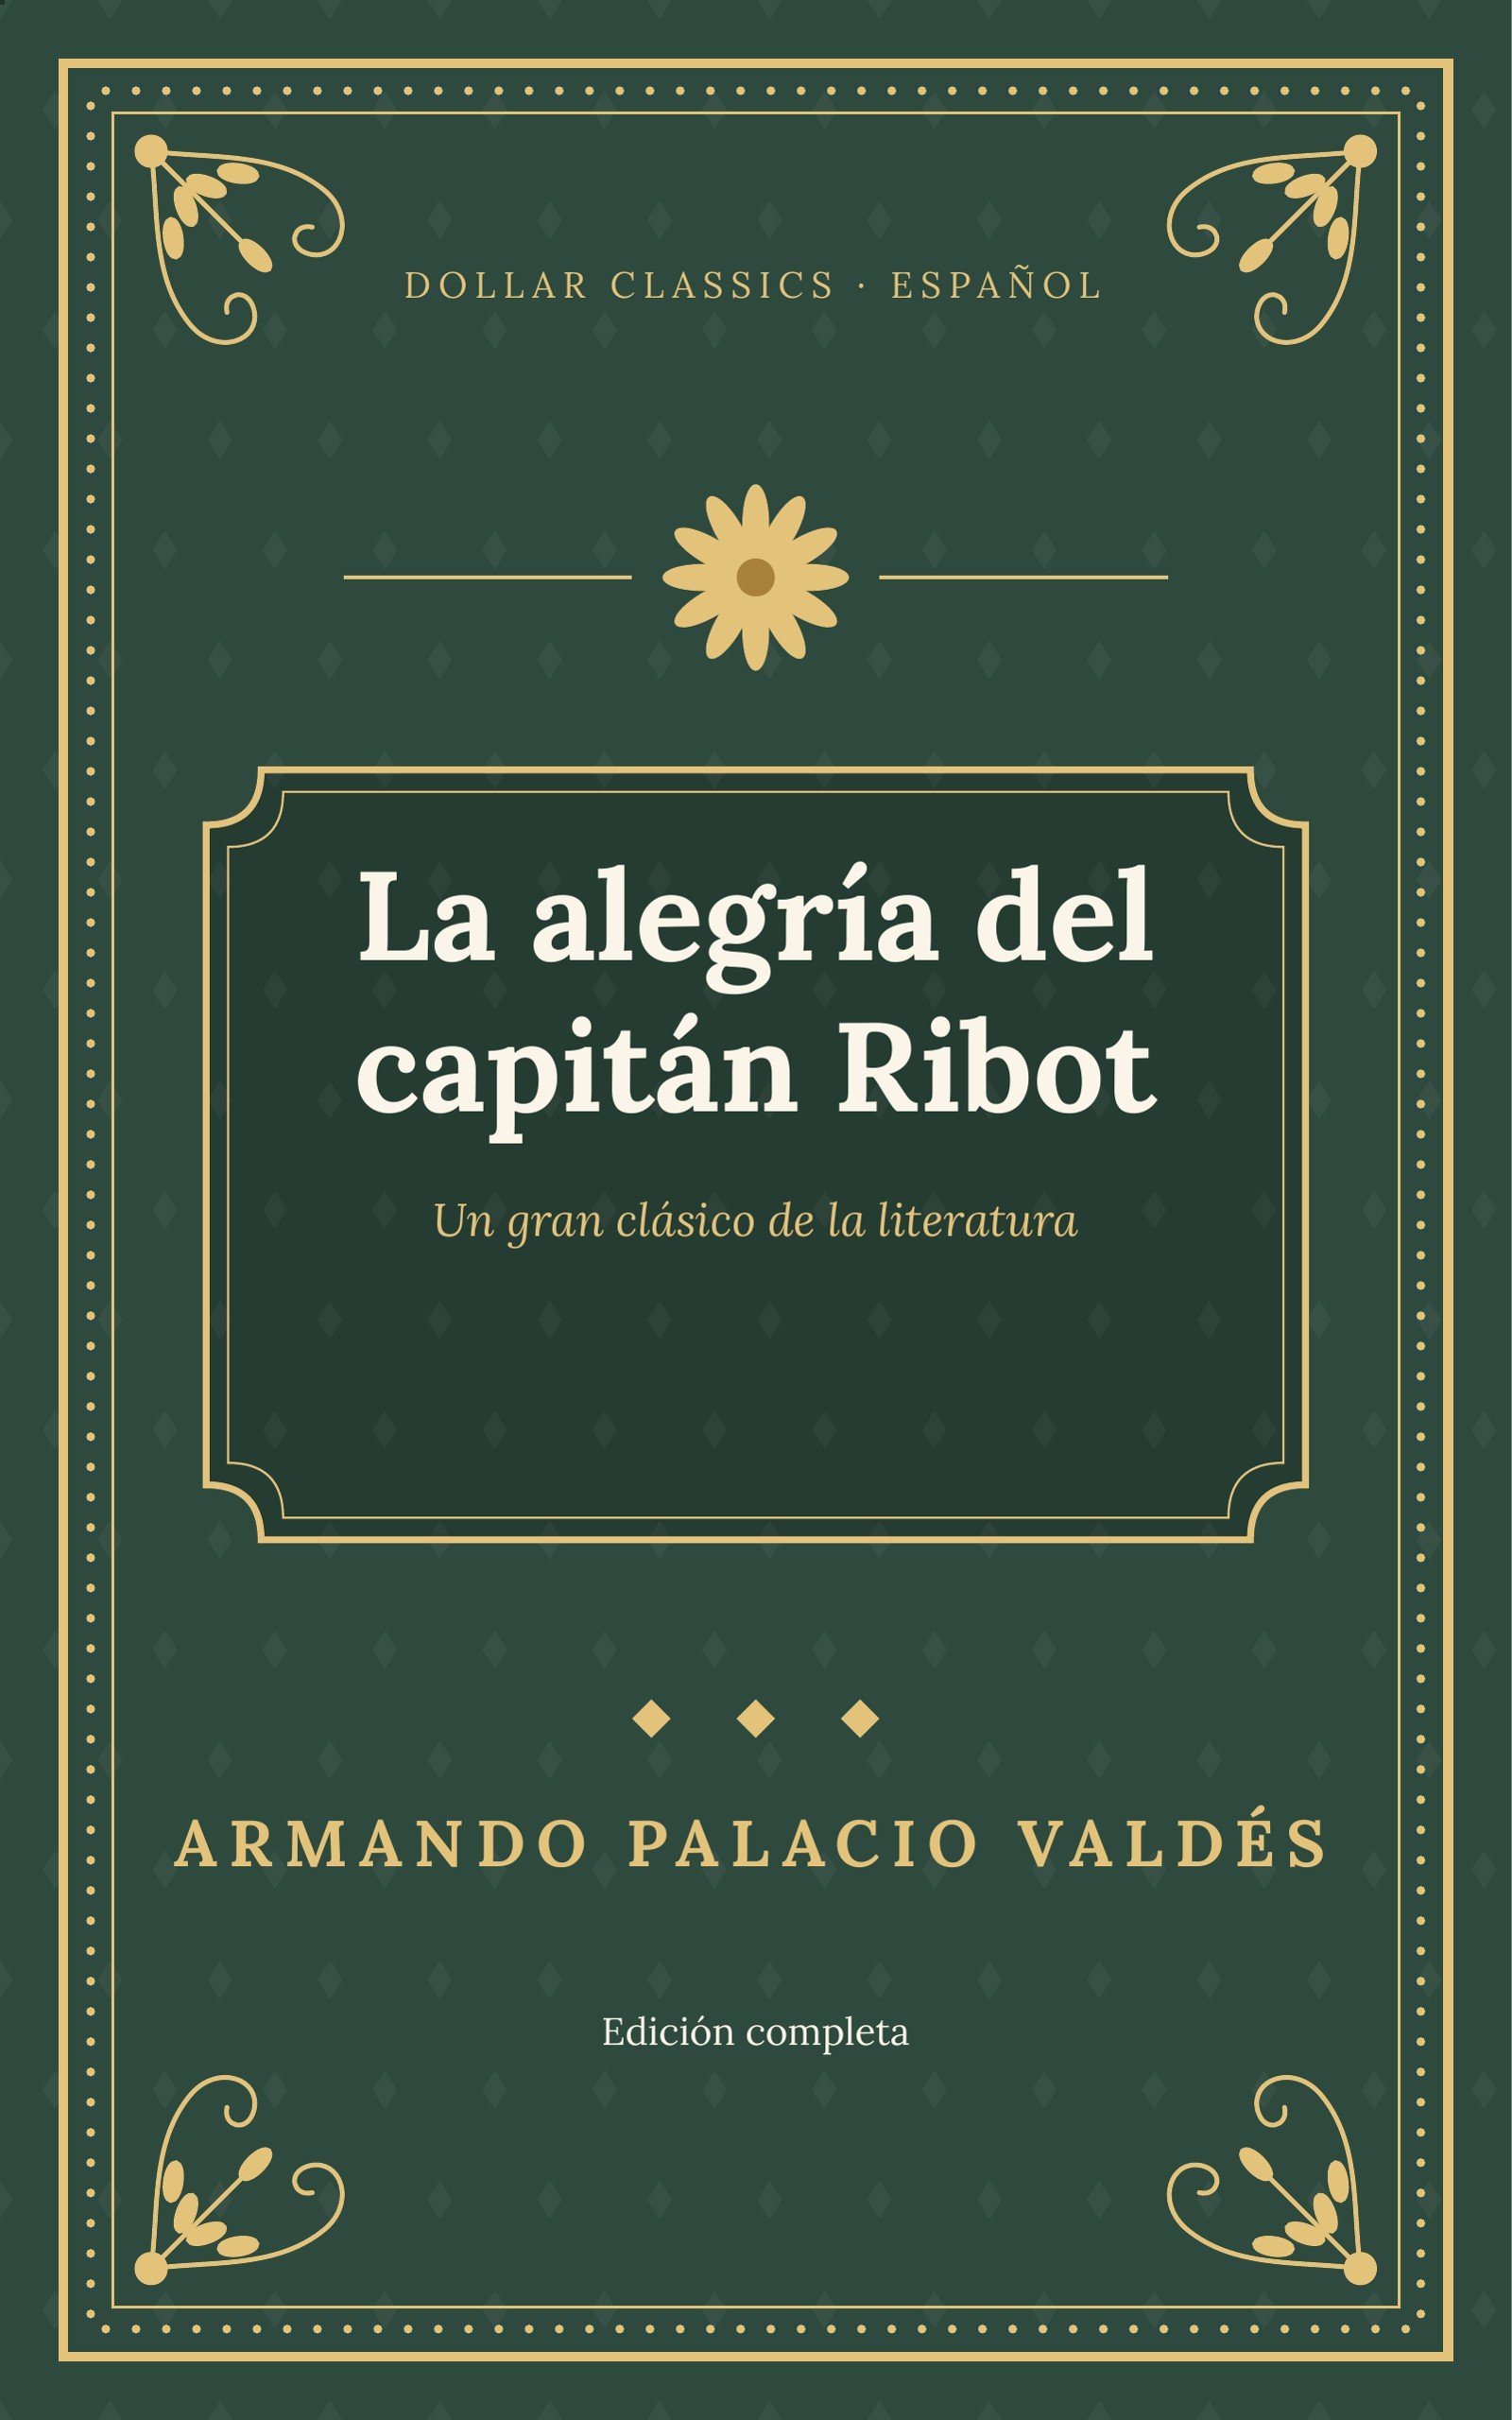 DOLLAR CLASSICS · ESPAÑOL
La alegría del
capitán Ribot
Un gran clásico de la literatura
ARMANDO PALACIO VALDÉS
Edición completa